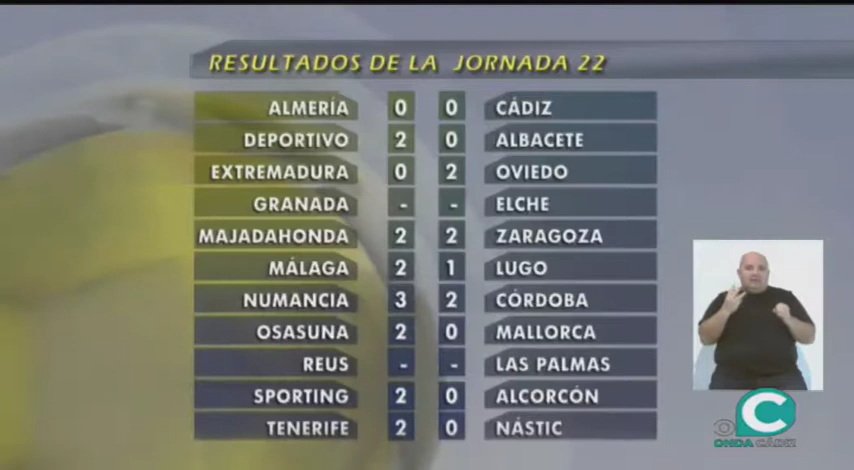 RESULTADOS DE LA JORNADA 22
ALMERÍA 0 0 CÁDIZ
DEPORTIVO 2 0 ALBACETE
EXTREMADURA 0 2 OVIEDO
GRANADA - - ELCHE
MAJADAHONDA 2 2 ZARAGOZA
MÁLAGA 2 1 LUGO
NUMANCIA 3 2 CÓRDOBA
OSASUNA 2 0 MALLORCA
REUS - - LAS PALMAS
SPORTING 2 0 ALCORCÓN
TENERIFE 2 0 NÁSTIC
C
ONDA CÁDIZ